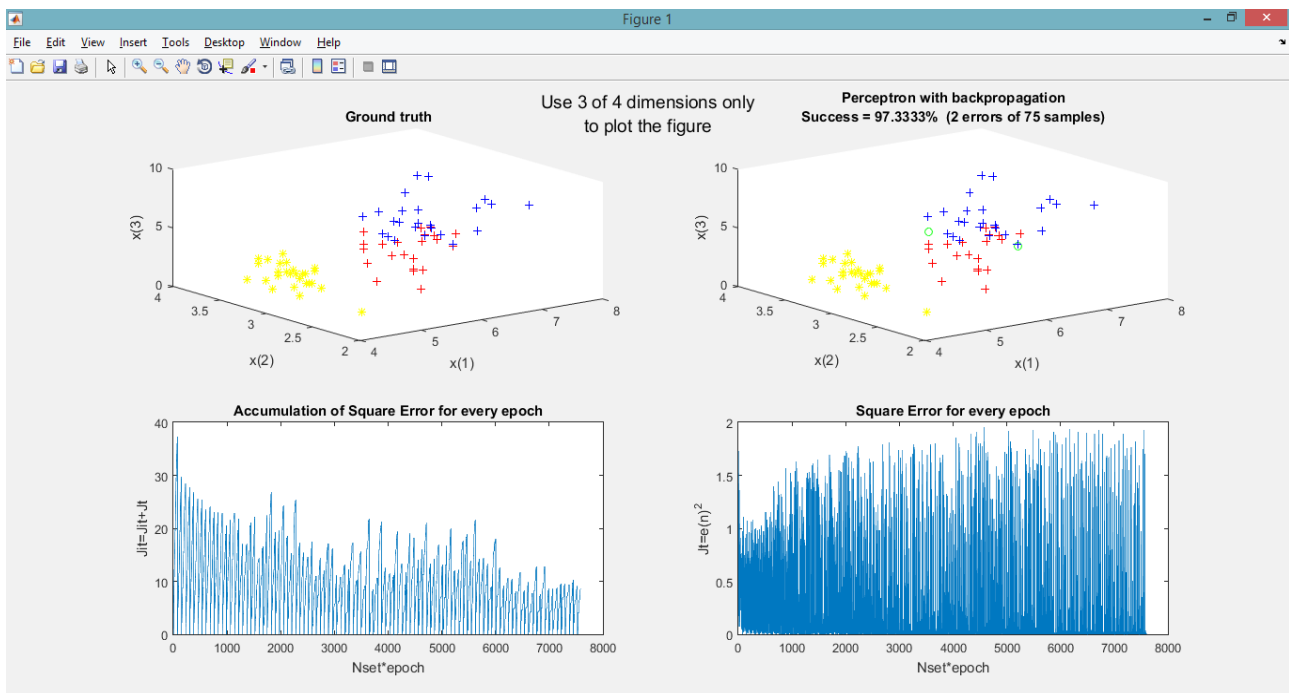 Figure 1
File Edit View Insert Tools Desktop Window Help
Use 3 of 4 dimensions only
to plot the figure
Ground truth
10
5
0
x(3)
4
3.5
3
2.5
2
x(2)
4
5
6
7
8
x(1)
Perceptron with backpropagation
Success = 97.3333% (2 errors of 75 samples)
10
5
0
x(3)
4
3.5
3
2.5
2
x(2)
4
5
6
7
8
x(1)
Accumulation of Square Error for every epoch
40
30
20
10
0
Jit=Jit+Jt
0 1000 2000 3000 4000 5000 6000 7000 8000
Nset*epoch
Square Error for every epoch
2
1.5
1
0.5
0
Jt=e(n)²
0 1000 2000 3000 4000 5000 6000 7000 8000
Nset*epoch